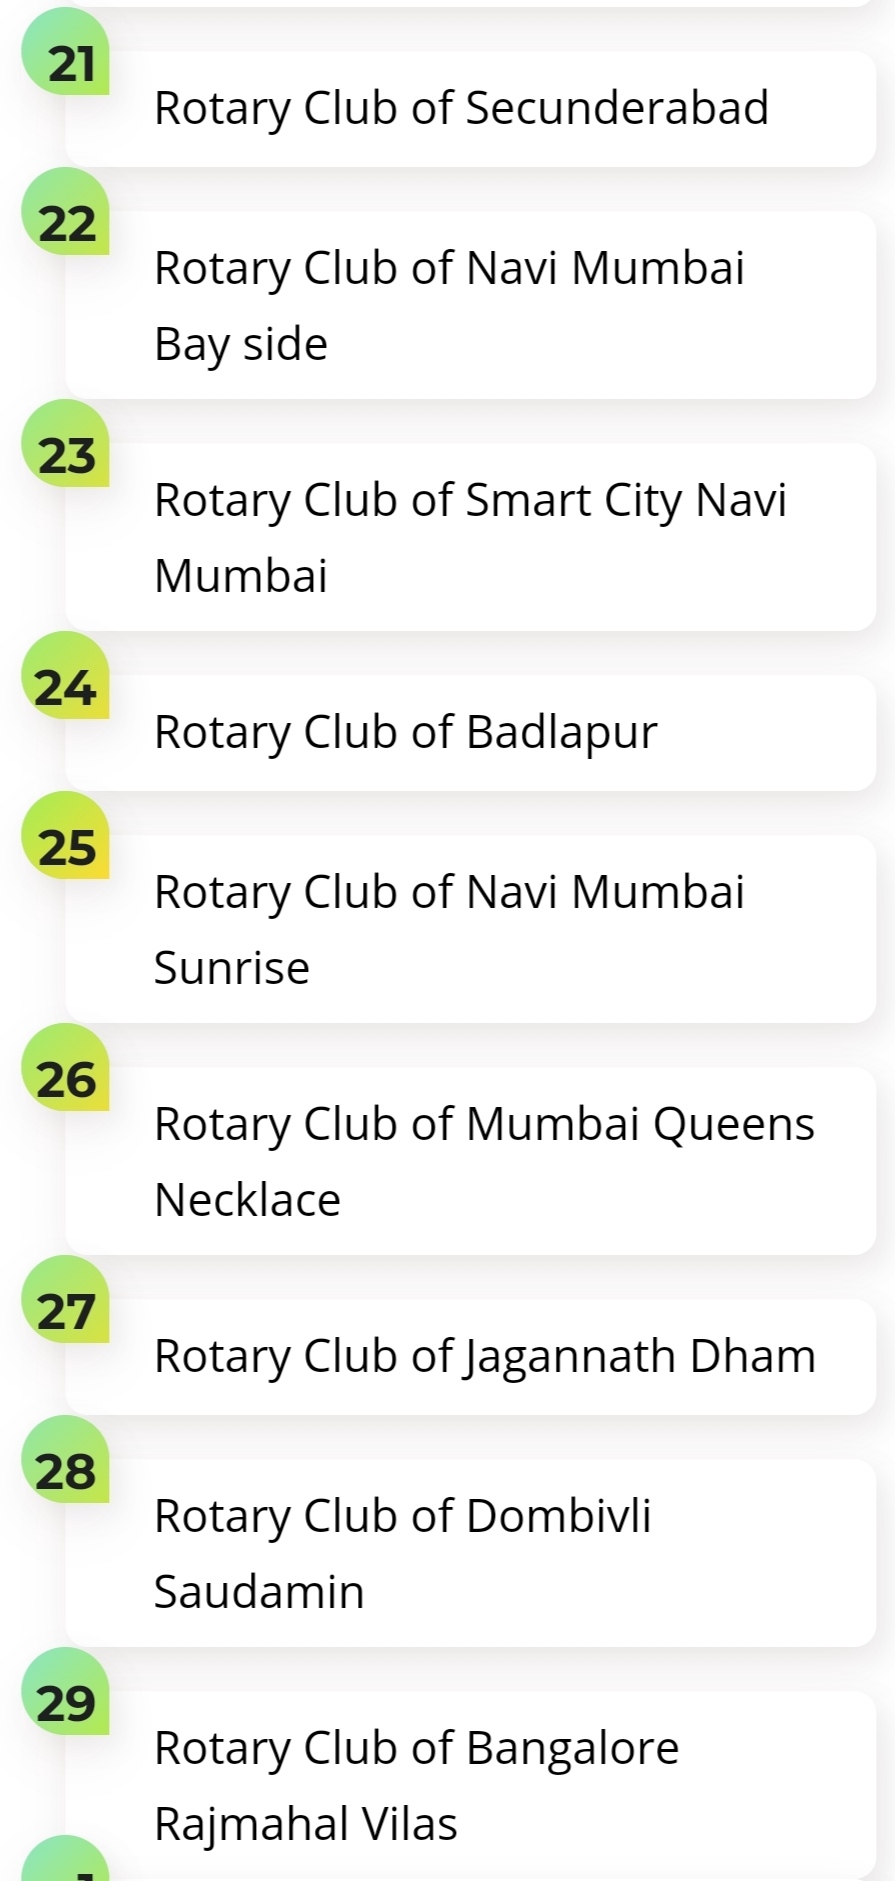 21
Rotary Club of Secunderabad
22
Rotary Club of Navi Mumbai
Bay side
23
Rotary Club of Smart City Navi
Mumbai
24
Rotary Club of Badlapur
25
Rotary Club of Navi Mumbai
Sunrise
26
Rotary Club of Mumbai Queens
Necklace
27
Rotary Club of Jagannath Dham
28
Rotary Club of Dombivli
Saudamin
29
Rotary Club of Bangalore
Rajmahal Vilas